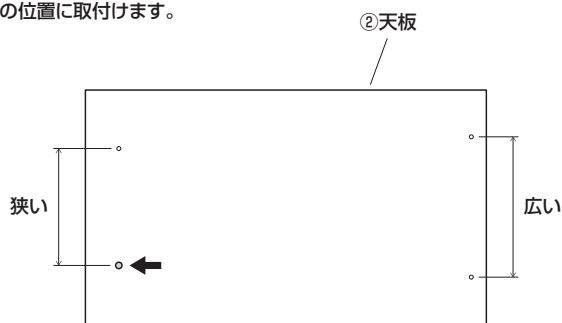 の位置に取付けます。
②天板
狭い
広い